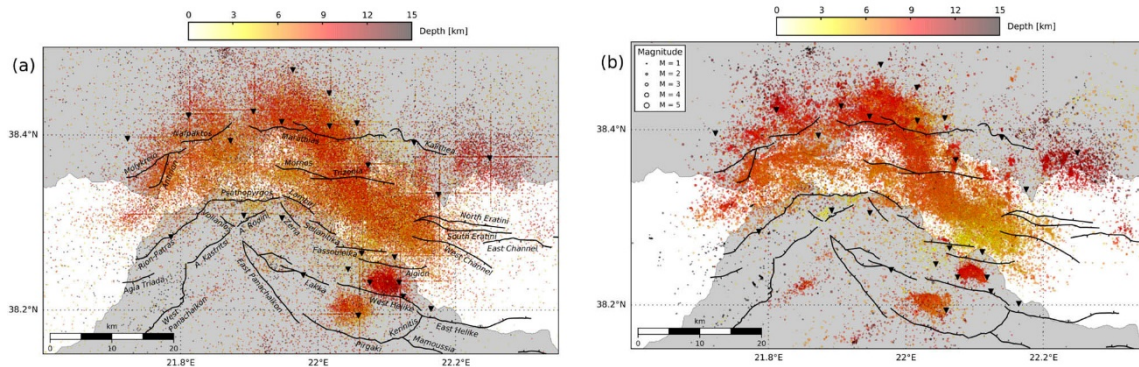 0 3 6 9 12 15
Depth [km]
(a)
38.4°N
38.2°N
Nafpaktos
Marathias
Kallithea
Mornos
Trizonia
Psathopyrgos
North Eratini
South Eratini
East Channel
West Channel
Rion-Patras
Agia Triada
A. Kastritsi
A. Rogini
Selianitika
Fassouleika
Aigion
Lakka
West Helike
East Helike
West
Panachaikon
East Panachaikon
Pirgaki
Kerinitis
Mamoussia
km
0 10 20
21.8°E 22°E 22.2°E
0 3 6 9 12 15
Depth [km]
(b)
Magnitude
M = 1
M = 2
M = 3
M = 4
M = 5
38.4°N
38.2°N
km
0 10 20
21.8°E 22°E 22.2°E